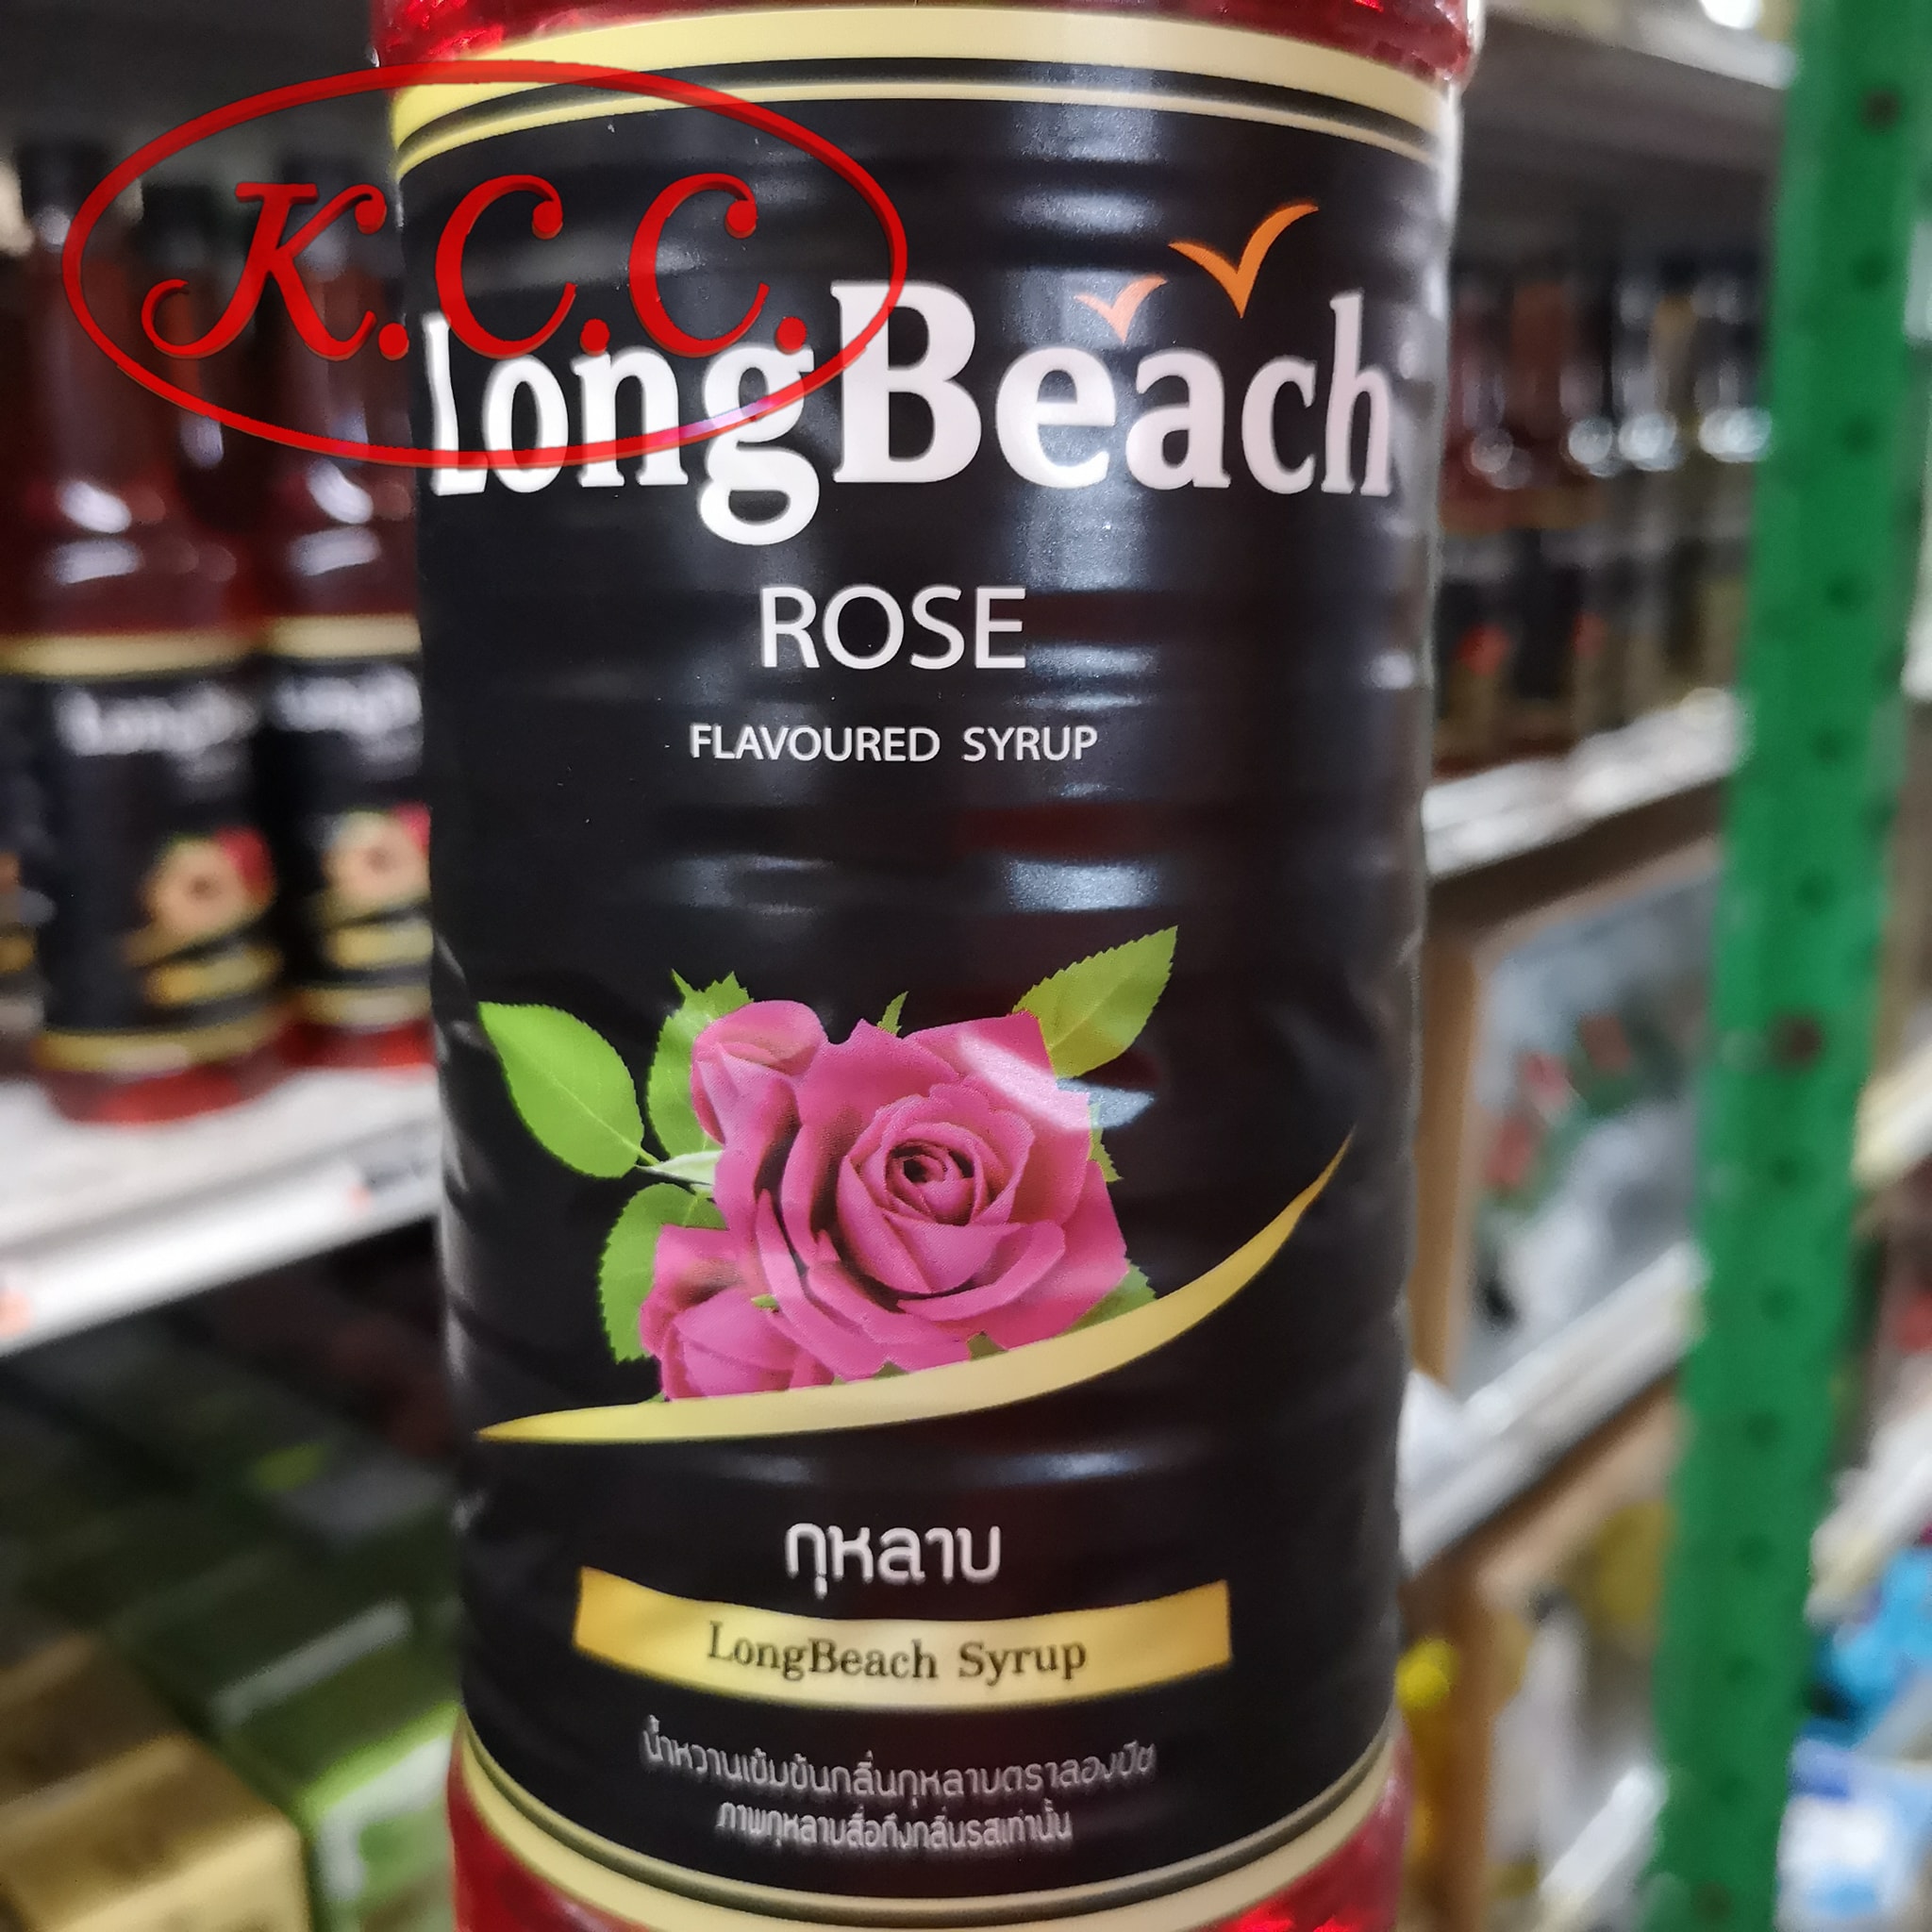 K.C.C.
LongBeach
ROSE
FLAVOURED SYRUP
กุหลาบ
LongBeach Syrup
น้ำหวานเข้มข้นกลิ่นกุหลาบตราลองบีช
ภาพกุหลาบสื่อถึงกลิ่นรสเท่านั้น